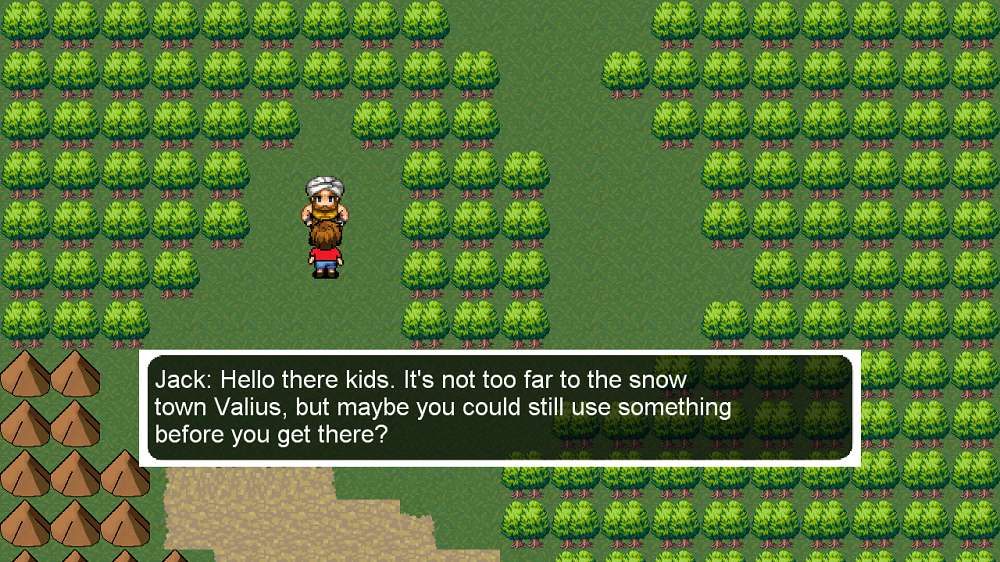 Jack: Hello there kids. It's not too far to the snow
town Valius, but maybe you could still use something
before you get there?